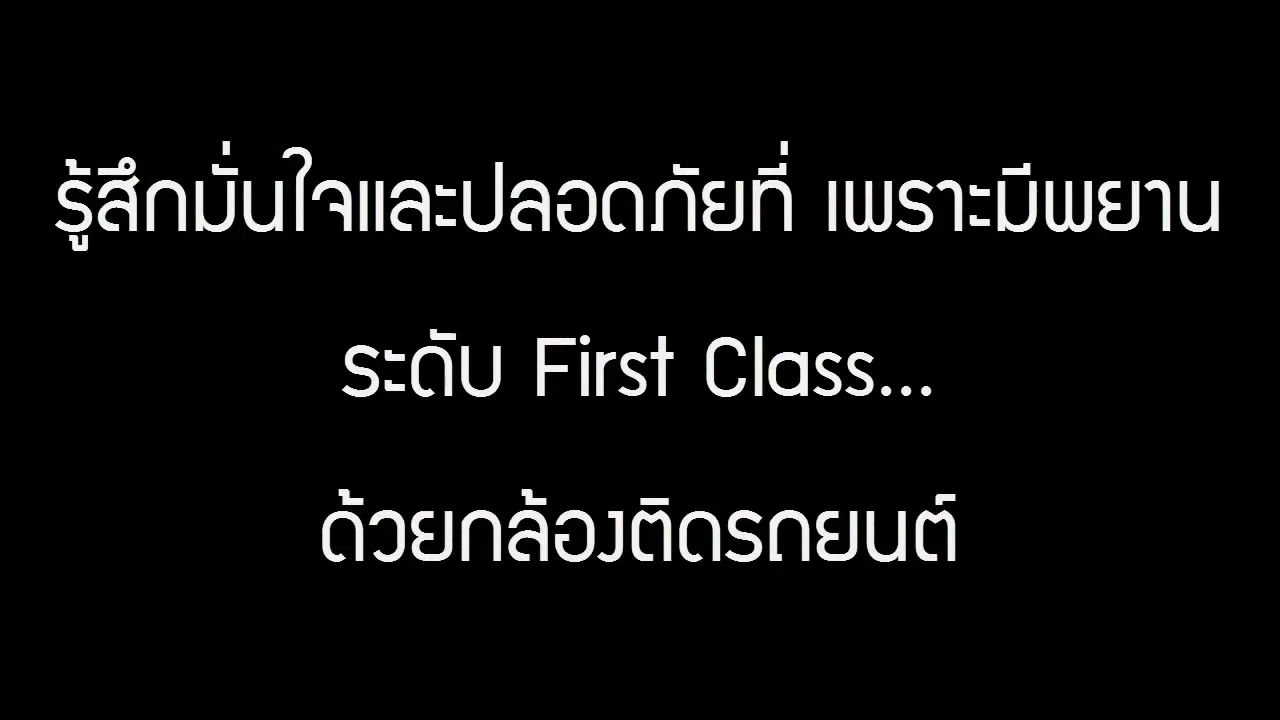 รู้สึกมั่นใจและปลอดภัยที่ เพราะมีพยาน
ระดับ First Class...
ด้วยกล้องติดรถยนต์